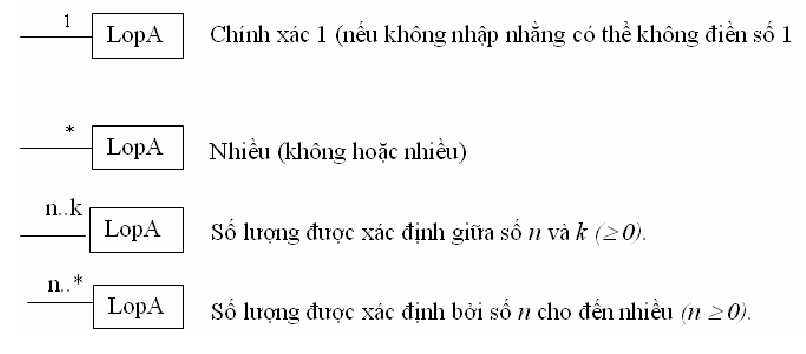 1
LopA Chính xác 1 (nếu không nhập nhằng có thể không điền số 1
*
LopA Nhiều (không hoặc nhiều)
n..k
LopA Số lượng được xác định giữa số n và k (≥0).
n..*
LopA Số lượng được xác định bởi số n cho đến nhiều (n ≥0).